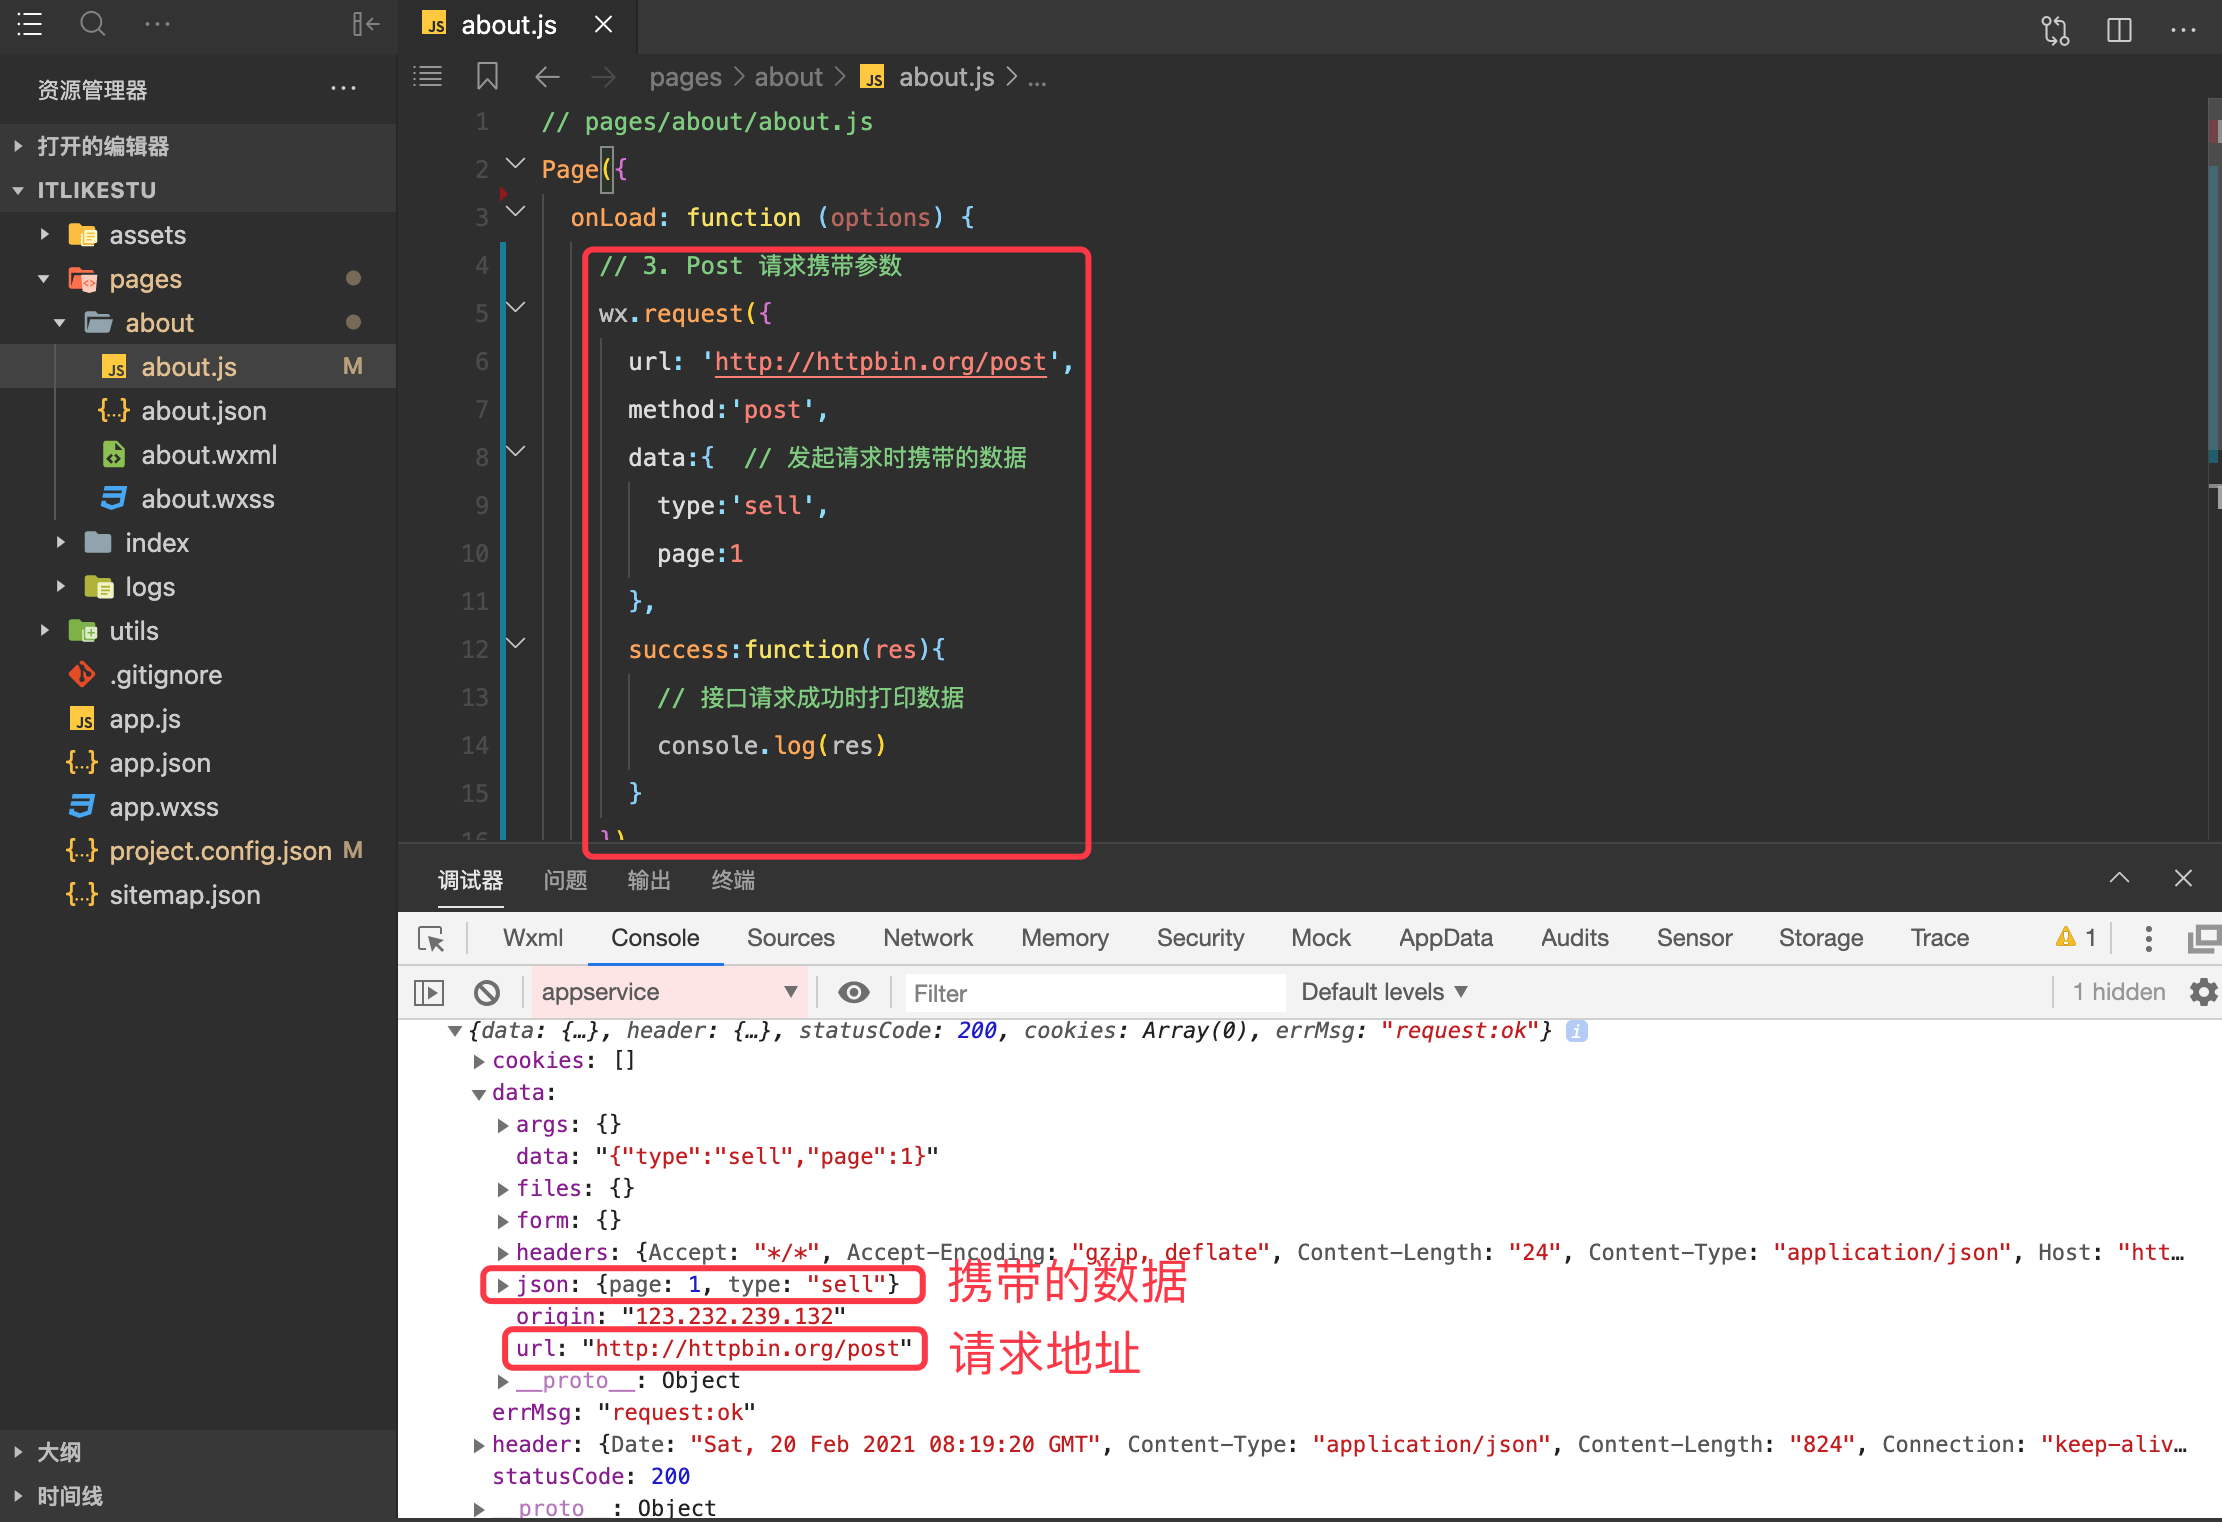 about.js
资源管理器
pages > about > about.js > ...
打开的编辑器
ITLIKESTU
assets
pages
about
about.js M
about.json
about.wxml
about.wxss
index
logs
utils
.gitignore
app.js
app.json
app.wxss
project.config.json M
sitemap.json
大纲
时间线
1 // pages/about/about.js
2 Page({
3 onLoad: function (options) {
4 // 3. Post 请求携带参数
5 wx.request({
6 url: 'http://httpbin.org/post',
7 method:'post',
8 data:{ // 发起请求时携带的数据
9 type:'sell',
10 page:1
11 },
12 success:function(res){
13 // 接口请求成功时打印数据
14 console.log(res)
15 }
16 })
调试器 问题 输出 终端
Wxml Console Sources Network Memory Security Mock AppData Audits Sensor Storage Trace 1
appservice Filter Default levels 1 hidden
{data: {…}, header: {…}, statusCode: 200, cookies: Array(0), errMsg: "request:ok"} i
cookies: []
data:
args: {}
data: "{"type":"sell","page":1}"
files: {}
form: {}
headers: {Accept: "*/*", Accept-Encoding: "gzip, deflate", Content-Length: "24", Content-Type: "application/json", Host: "htt…
json: {page: 1, type: "sell"} 携带的数据
origin: "123.232.239.132"
url: "http://httpbin.org/post" 请求地址
__proto__: Object
errMsg: "request:ok"
header: {Date: "Sat, 20 Feb 2021 08:19:20 GMT", Content-Type: "application/json", Content-Length: "824", Connection: "keep-aliv…
statusCode: 200
__proto__: Object